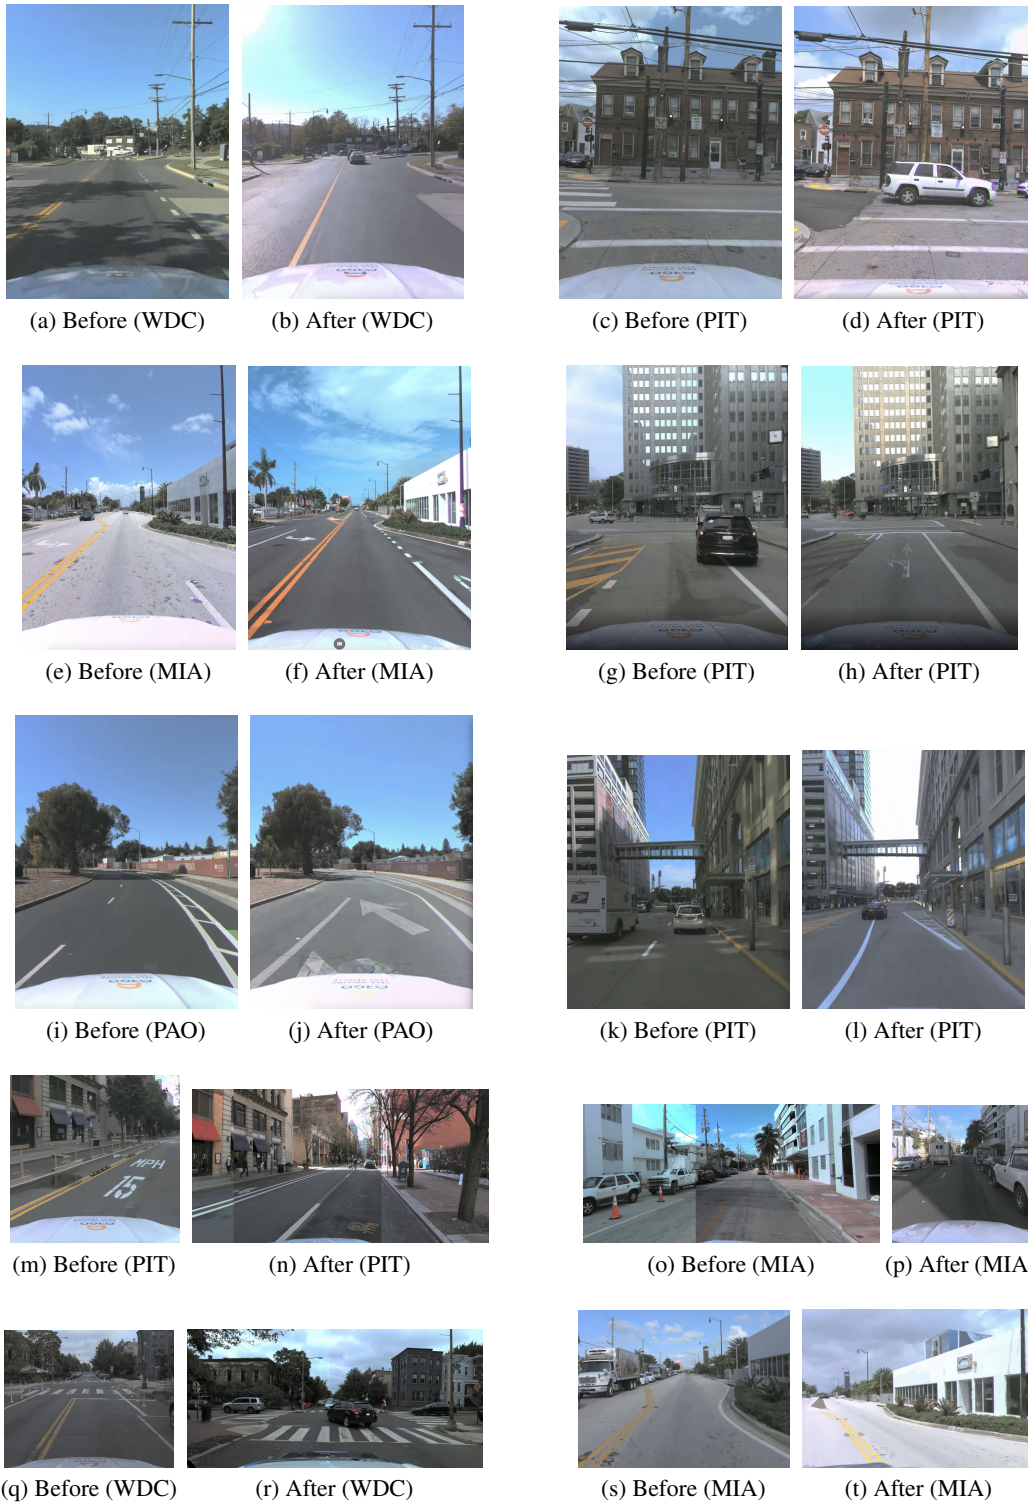 (a) Before (WDC)
(b) After (WDC)
(c) Before (PIT)
(d) After (PIT)
(e) Before (MIA)
(f) After (MIA)
(g) Before (PIT)
(h) After (PIT)
(i) Before (PAO)
(j) After (PAO)
(k) Before (PIT)
(l) After (PIT)
MPH
15
(m) Before (PIT)
(n) After (PIT)
(o) Before (MIA)
(p) After (MIA
(q) Before (WDC)
(r) After (WDC)
(s) Before (MIA)
(t) After (MIA)